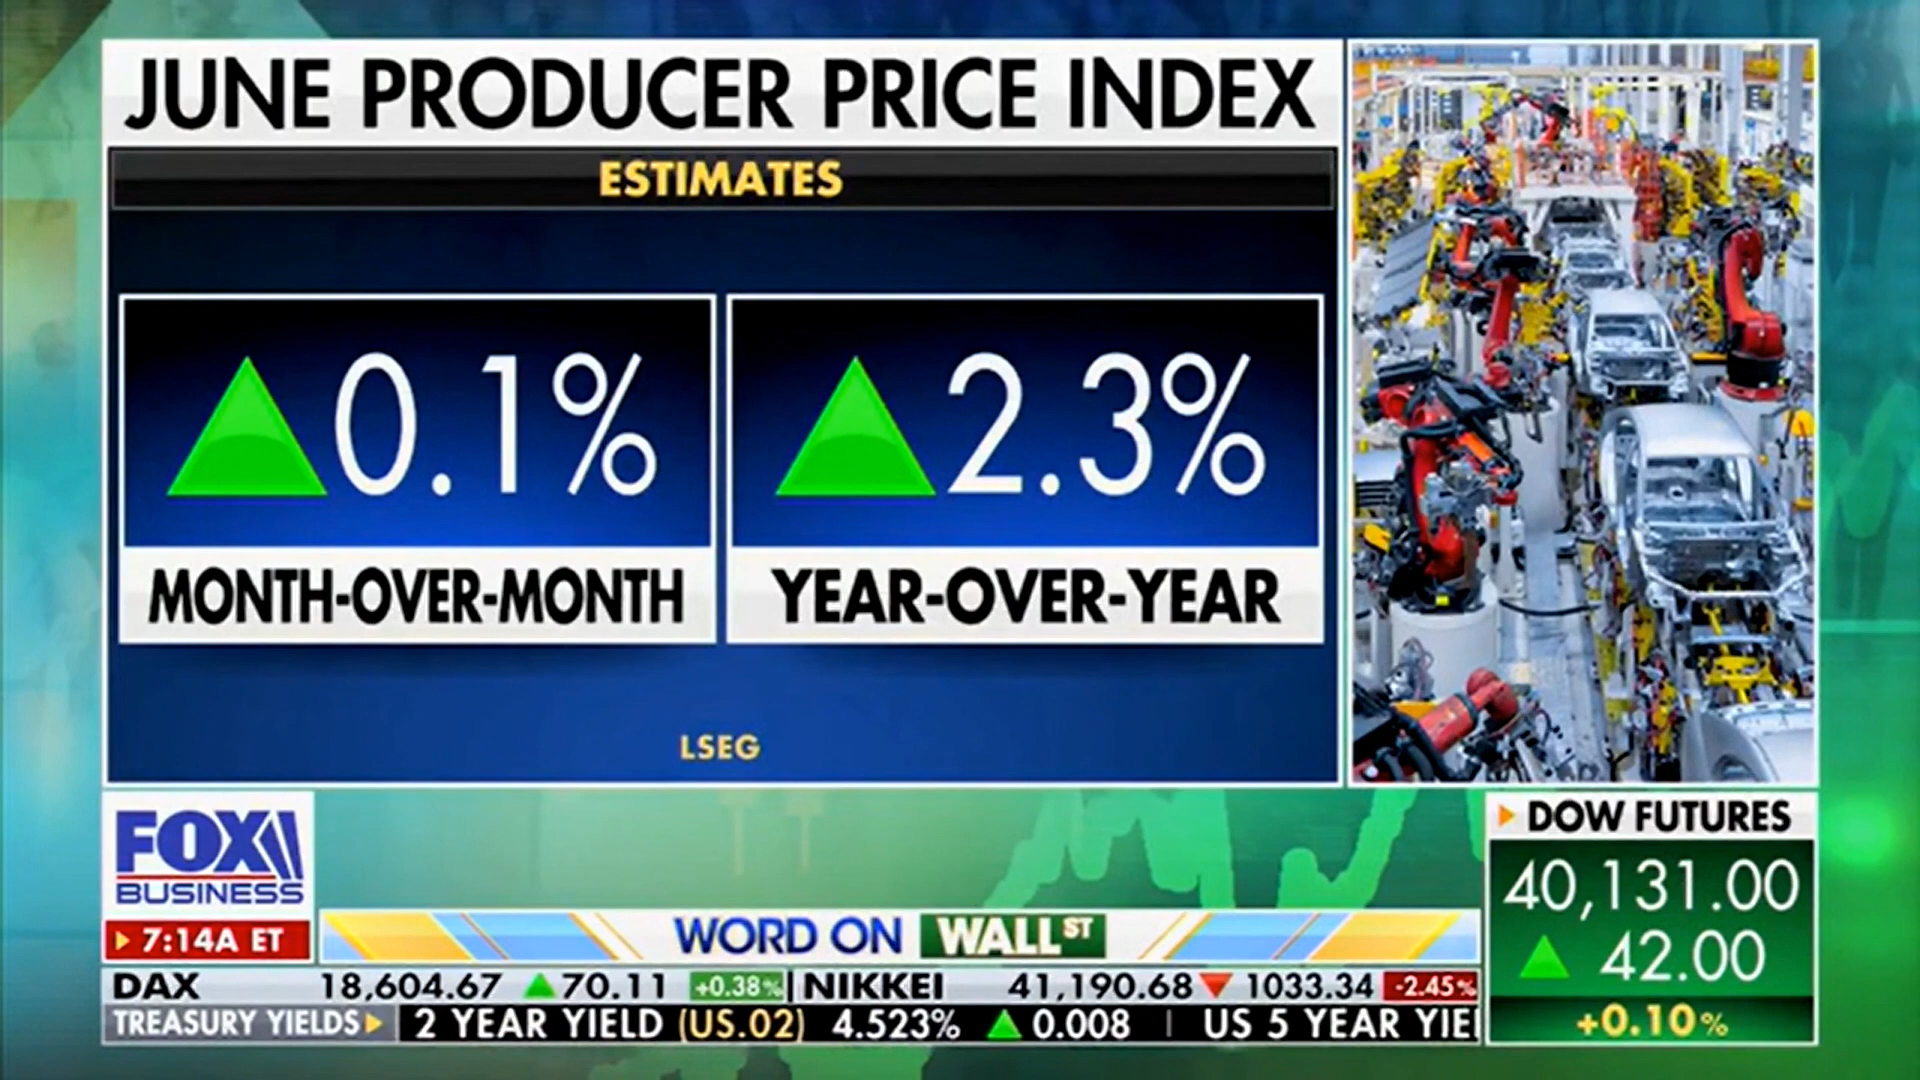 JUNE PRODUCER PRICE INDEX
ESTIMATES
▲0.1%
MONTH-OVER-MONTH
▲2.3%
YEAR-OVER-YEAR
LSEG
FOX BUSINESS
7:14A ET
WORD ON WALL ST
DOW FUTURES
40,131.00
▲ 42.00
+0.10%
DAX 18,604.67 ▲70.11 +0.38% NIKKEI 41,190.68 ▼ 1033.34 -2.45%
TREASURY YIELDS 2 YEAR YIELD (US.02) 4.523% ▲0.008 US 5 YEAR YIE